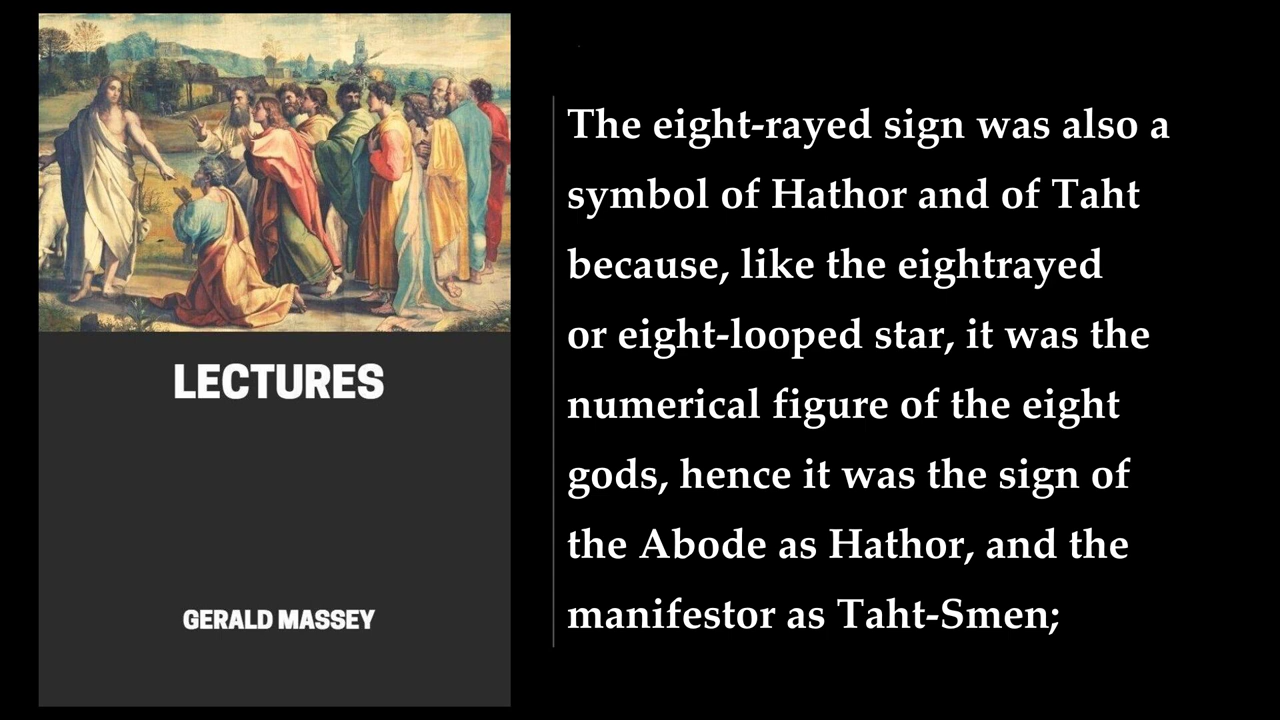 LECTURES
GERALD MASSEY
The eight-rayed sign was also a
symbol of Hathor and of Taht
because, like the eightrayed
or eight-looped star, it was the
numerical figure of the eight
gods, hence it was the sign of
the Abode as Hathor, and the
manifestor as Taht-Smen;